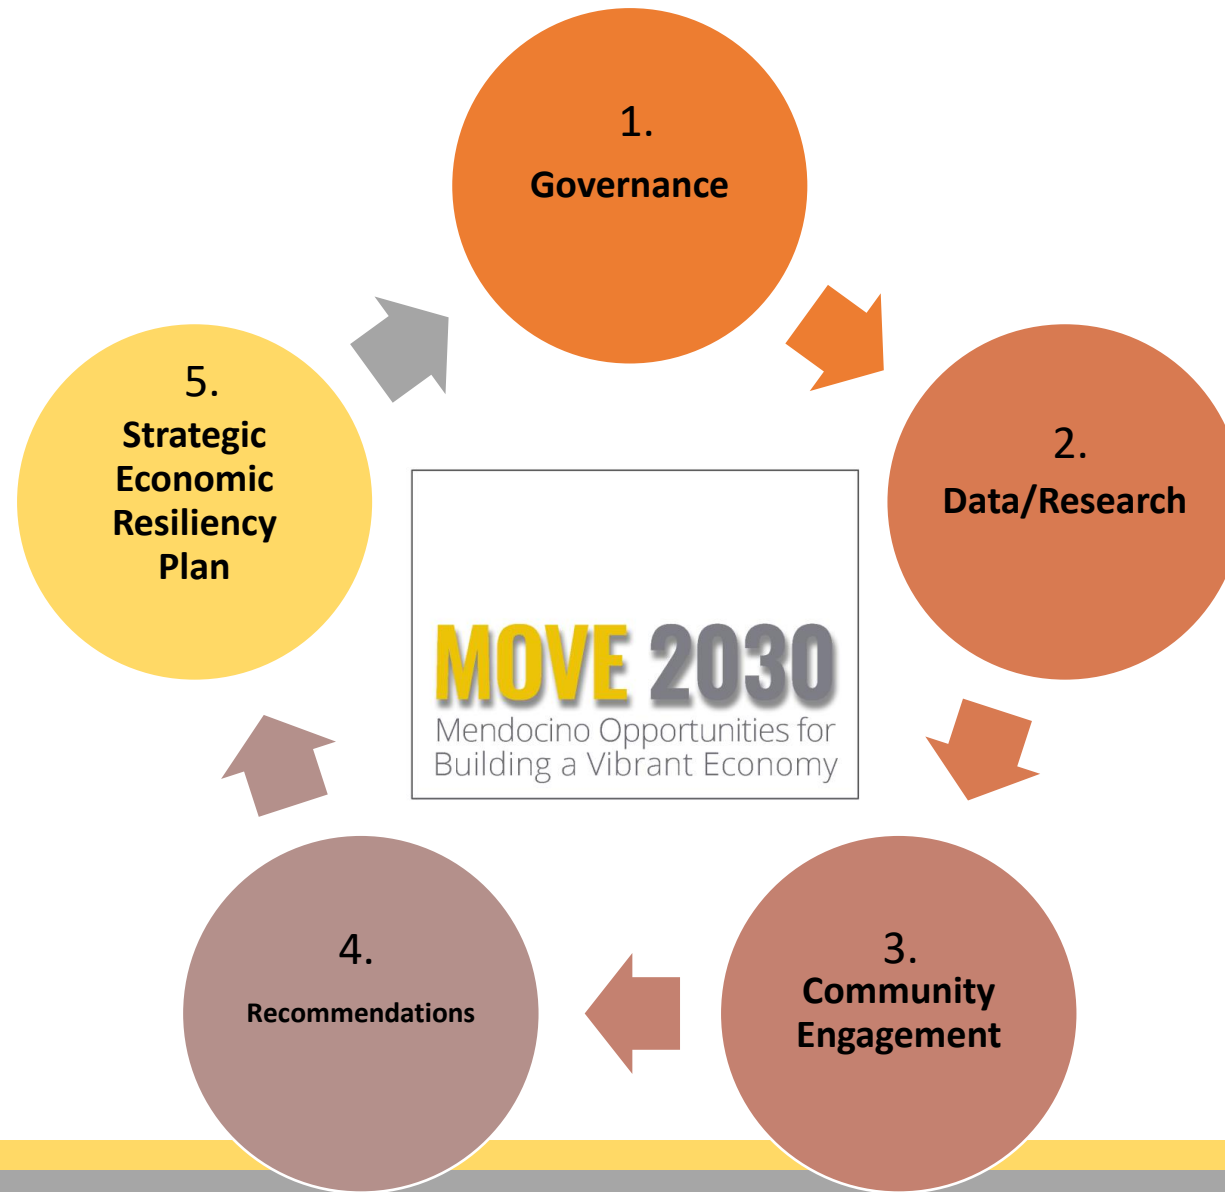 1.
Governance
2.
Data/Research
3.
Community
Engagement
4.
Recommendations
5.
Strategic
Economic
Resiliency
Plan
MOVE 2030
Mendocino Opportunities for
Building a Vibrant Economy